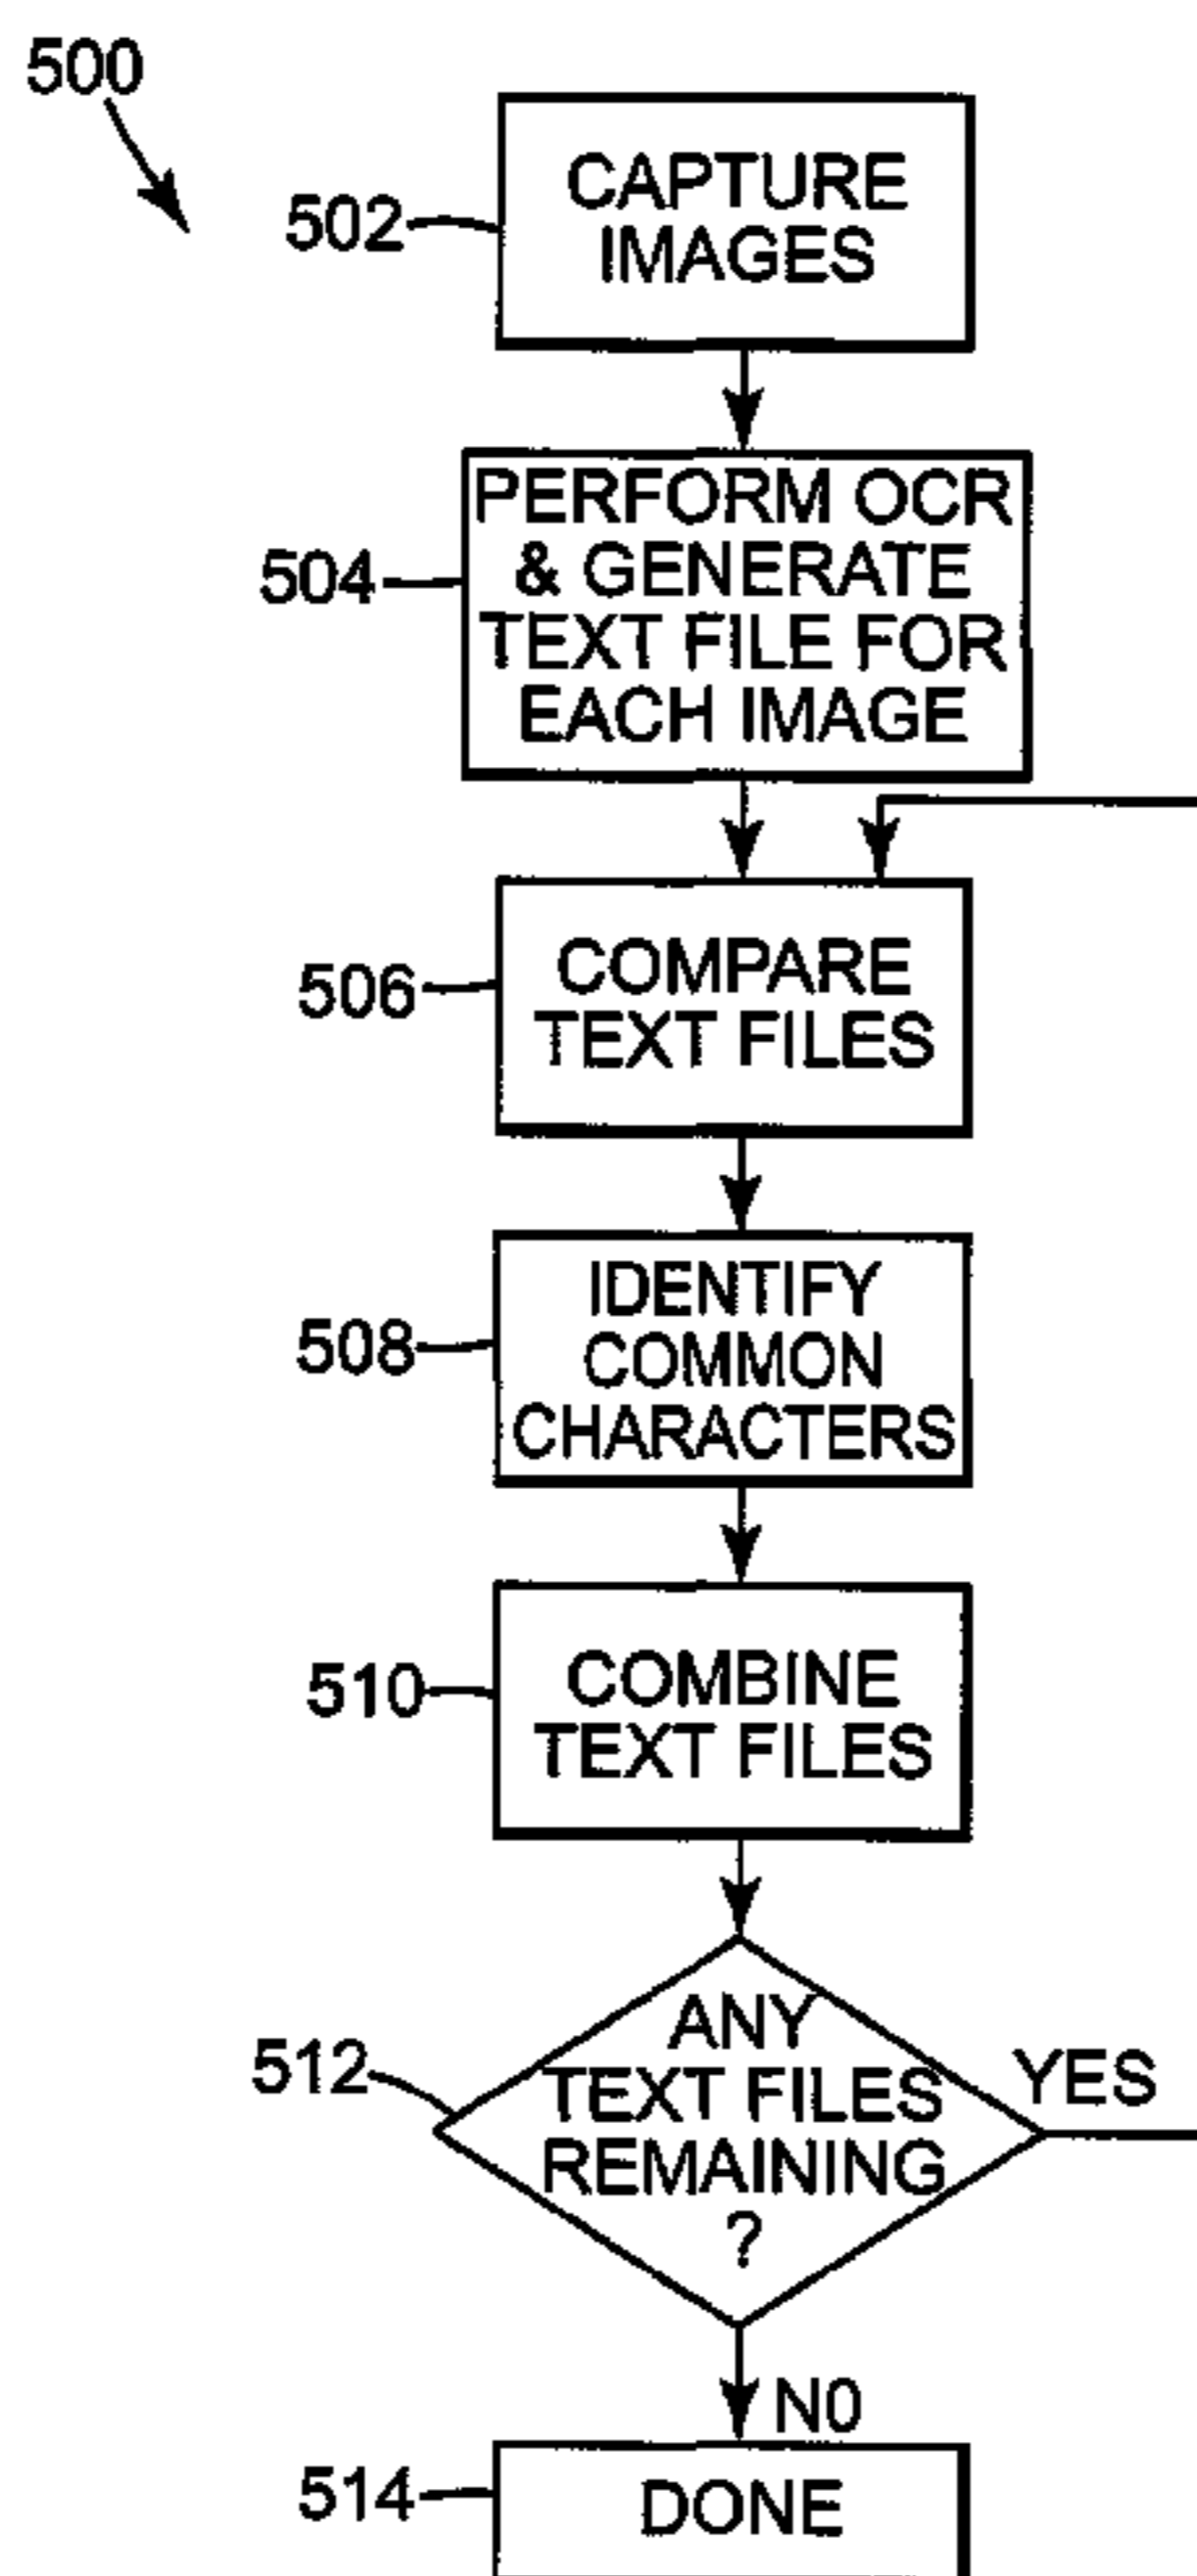 500
502
CAPTURE
IMAGES
504
PERFORM OCR
& GENERATE
TEXT FILE FOR
EACH IMAGE
506
COMPARE
TEXT FILES
508
IDENTIFY
COMMON
CHARACTERS
510
COMBINE
TEXT FILES
512
ANY
TEXT FILES
REMAINING
?
YES
NO
514
DONE